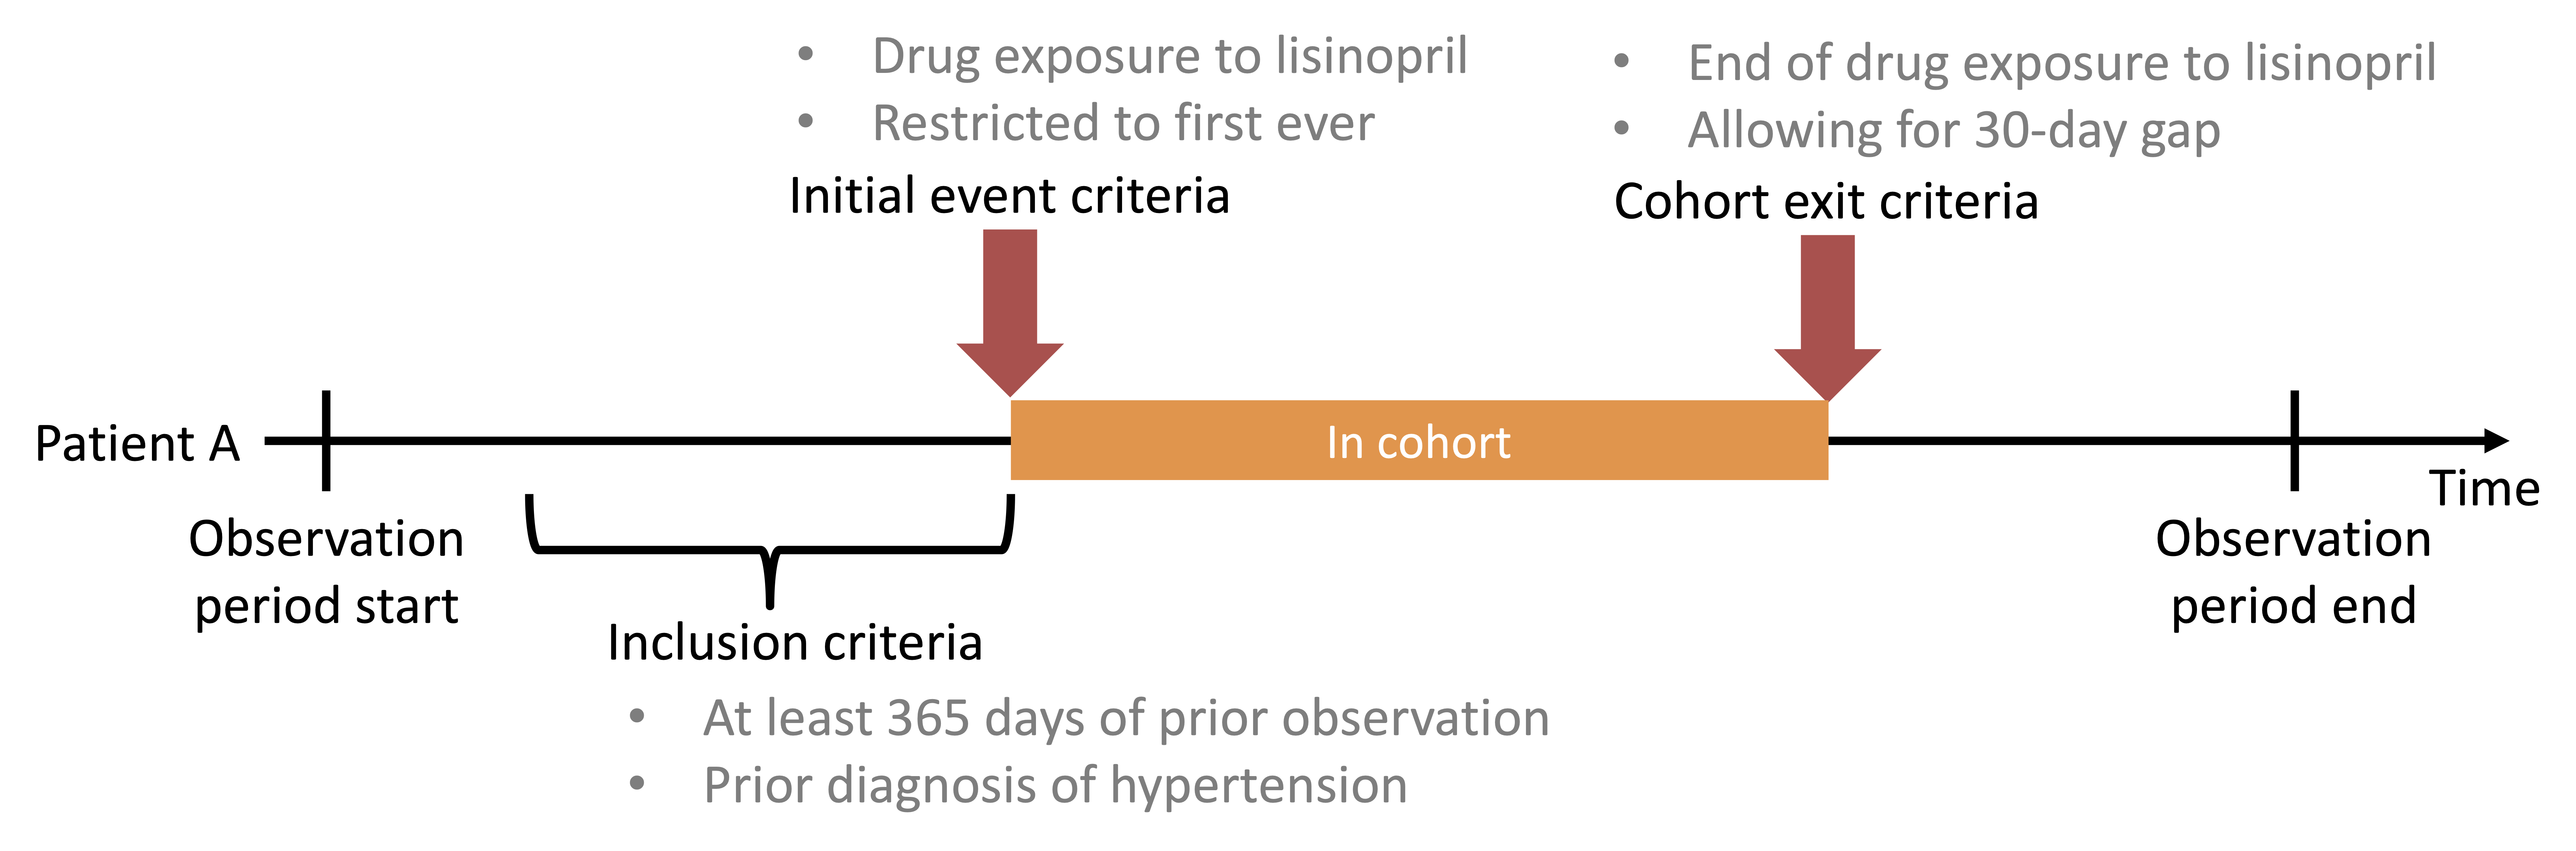 • Drug exposure to lisinopril
• Restricted to first ever
Initial event criteria
• End of drug exposure to lisinopril
• Allowing for 30-day gap
Cohort exit criteria
Patient A
In cohort
Time
Observation
period start
Observation
period end
Inclusion criteria
• At least 365 days of prior observation
• Prior diagnosis of hypertension